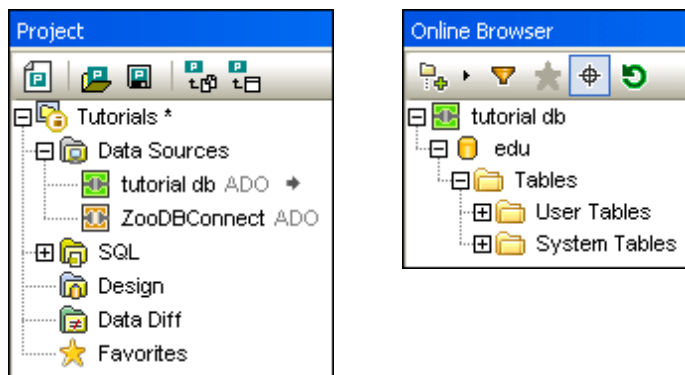 Project
Tutorials *
Data Sources
tutorial db ADO
ZooDBConnect ADO
SQL
Design
Data Diff
Favorites
Online Browser
tutorial db
edu
Tables
User Tables
System Tables